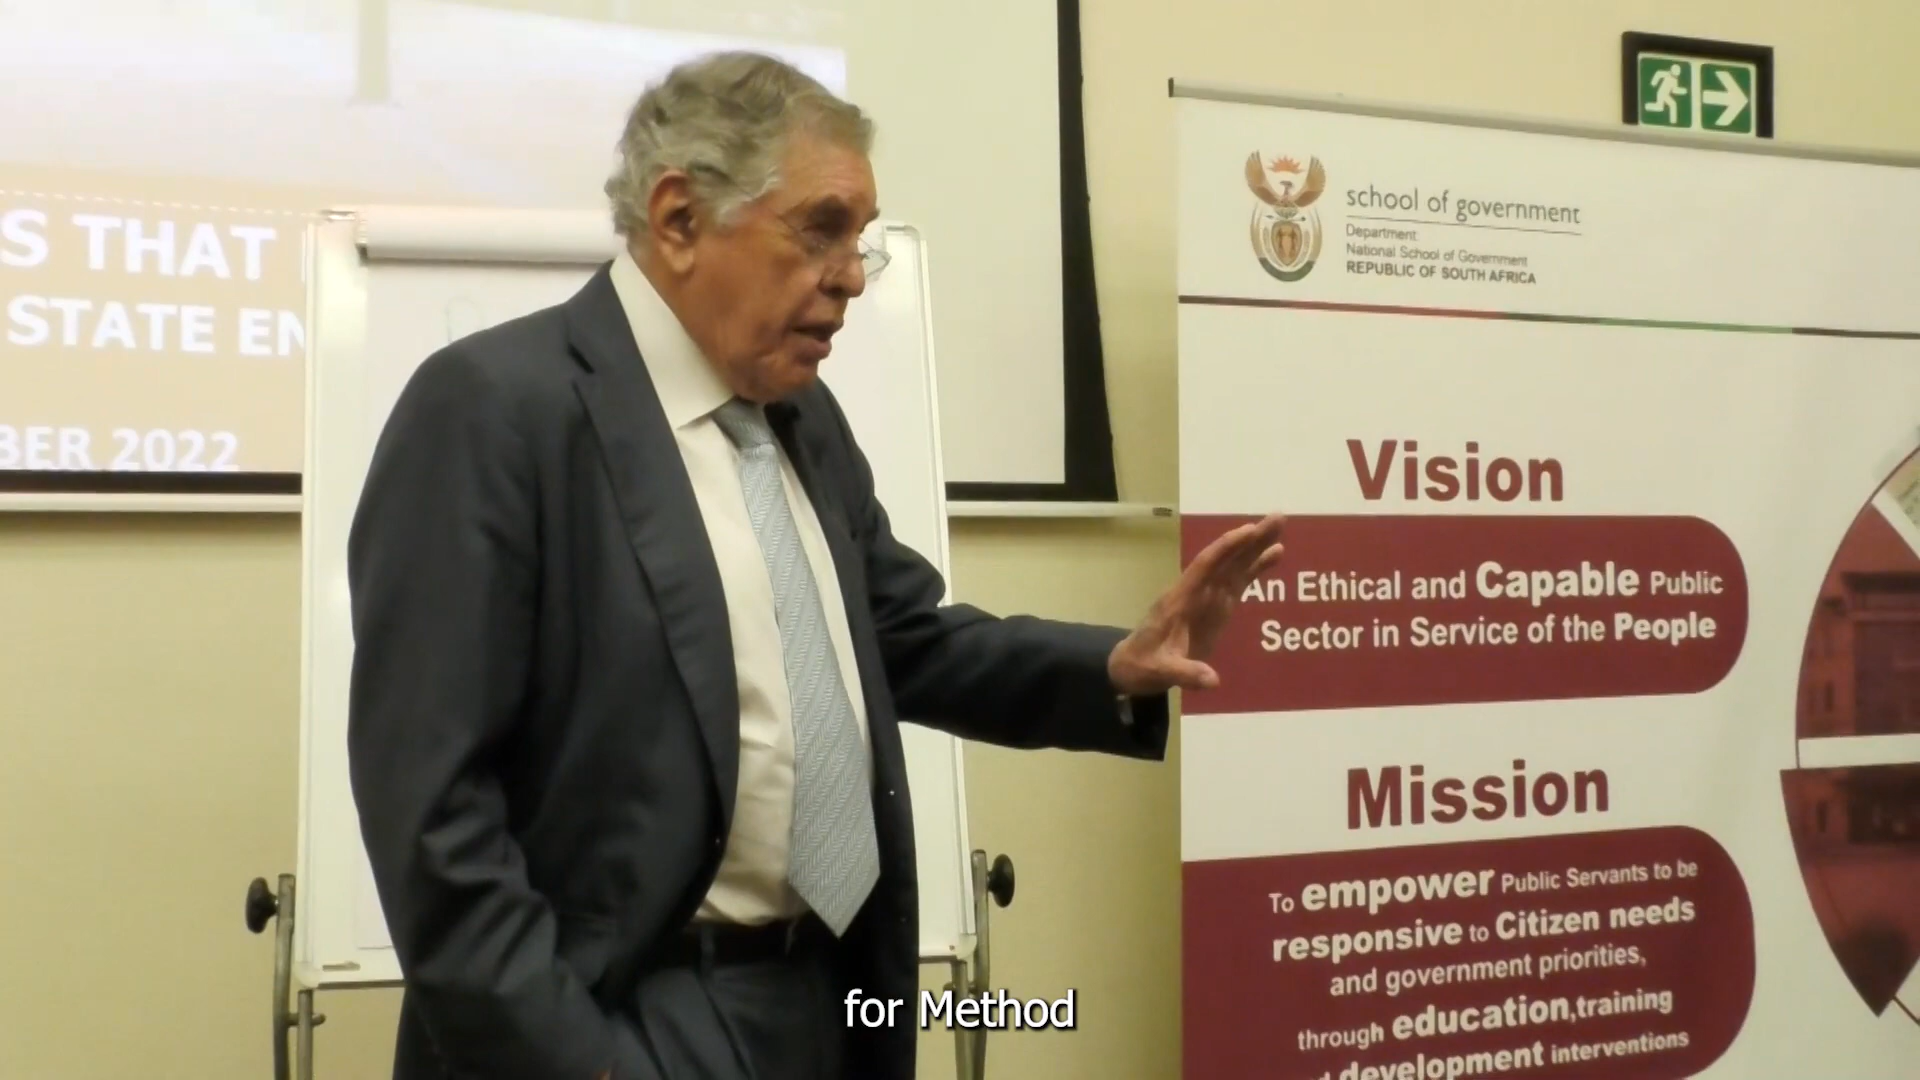 S THAT
STATE EN
BER 2022
school of government
Department:
National School of Government
REPUBLIC OF SOUTH AFRICA
Vision
An Ethical and Capable Public
Sector in Service of the People
Mission
To empower Public Servants to be
responsive to Citizen needs
and government priorities,
through education,training
development interventions
for Method